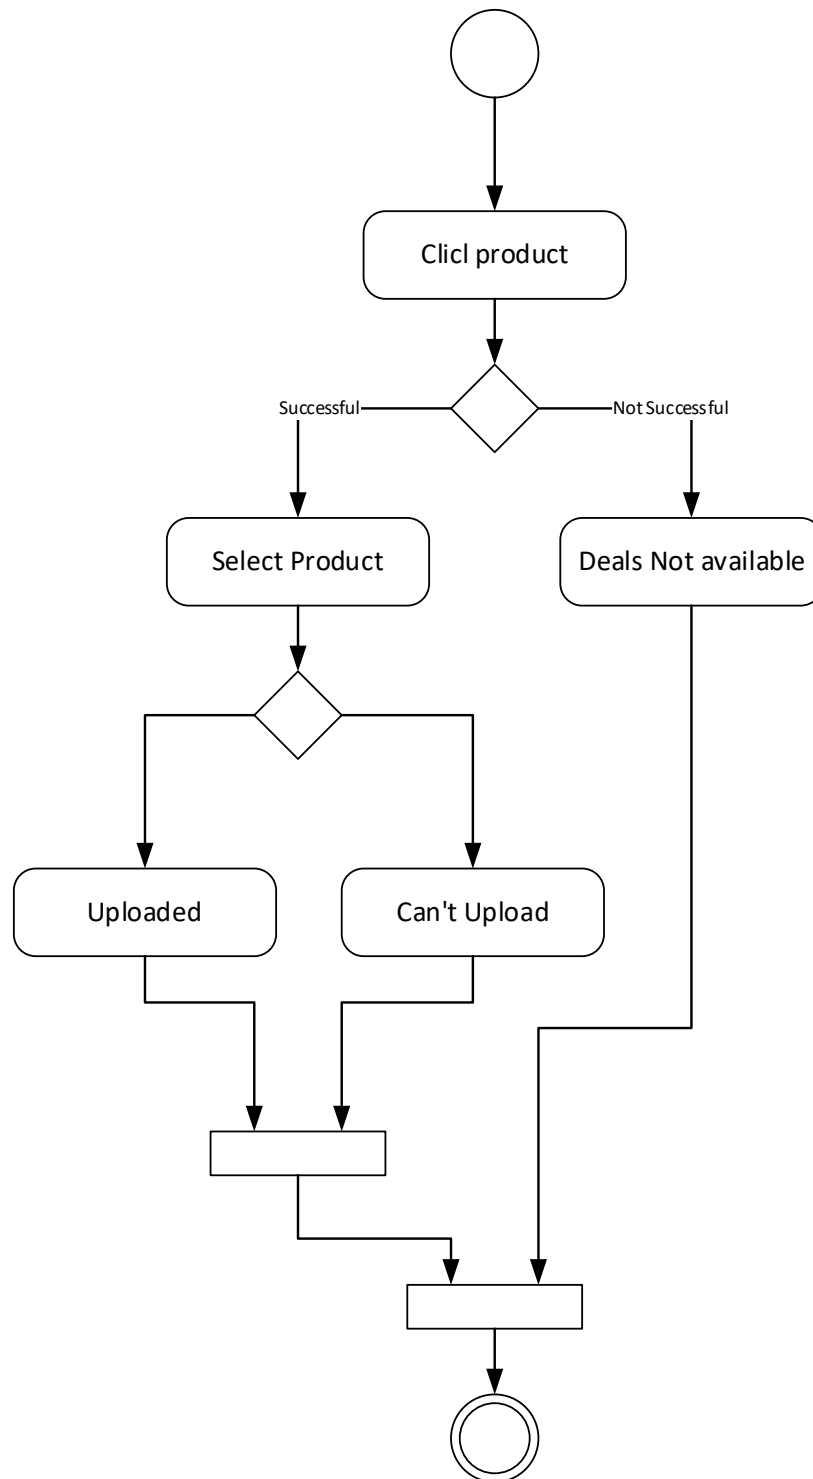 Clicl product
Successful
Not Successful
Select Product
Deals Not available
Uploaded
Can't Upload